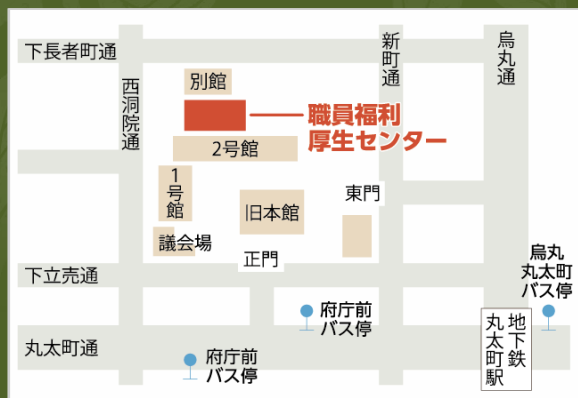 下長者町通
西洞院通
新町通
烏丸通
別館
職員福利
厚生センター
2号館
1号館
旧本館
東門
議会場
正門
下立売通
烏丸
丸太町
バス停
府庁前
バス停
地下鉄
丸太町駅
丸太町通
府庁前
バス停